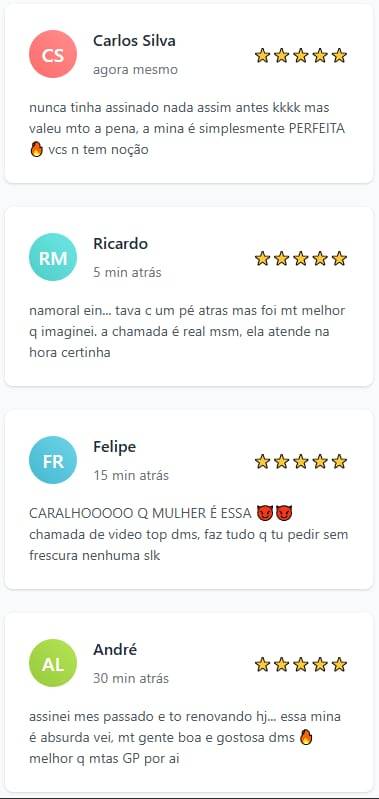 CS
Carlos Silva
agora mesmo
nunca tinha assinado nada assim antes kkkk mas
valeu mto a pena, a mina é simplesmente PERFEITA
🔥 vcs n tem noção
RM
Ricardo
5 min atrás
namoral ein... tava c um pé atras mas foi mt melhor
q imaginei. a chamada é real msm, ela atende na
hora certinha
FR
Felipe
15 min atrás
CARALHOOOOO Q MULHER É ESSA 😈😈
chamada de video top dms, faz tudo q tu pedir sem
frescura nenhuma slk
AL
André
30 min atrás
assinei mes passado e to renovando hj... essa mina
é absurda vei, mt gente boa e gostosa dms 🔥
melhor q mtas GP por ai